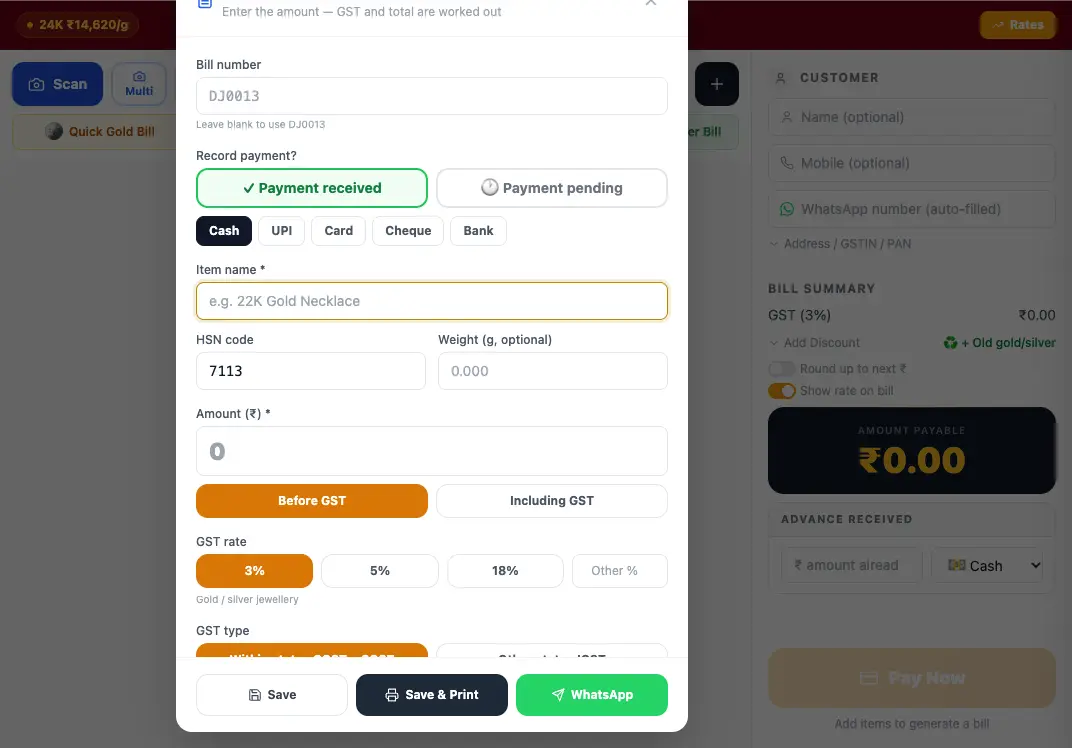 24K ₹14,620/g
Rates
Scan
Multi
Quick Gold Bill
er Bill
Enter the amount — GST and total are worked out
Bill number
DJ0013
Leave blank to use DJ0013
Record payment?
✓ Payment received
🕐 Payment pending
Cash
UPI
Card
Cheque
Bank
Item name *
e.g. 22K Gold Necklace
HSN code
Weight (g, optional)
7113
0.000
Amount (₹) *
0
Before GST
Including GST
GST rate
3%
5%
18%
Other %
Gold / silver jewellery
GST type
Save
Save & Print
WhatsApp
CUSTOMER
Name (optional)
Mobile (optional)
WhatsApp number (auto-filled)
Address / GSTIN / PAN
BILL SUMMARY
GST (3%) ₹0.00
Add Discount
♻ + Old gold/silver
Round up to next ₹
Show rate on bill
AMOUNT PAYABLE
₹0.00
ADVANCE RECEIVED
₹ amount alread
💵 Cash
Pay Now
Add items to generate a bill